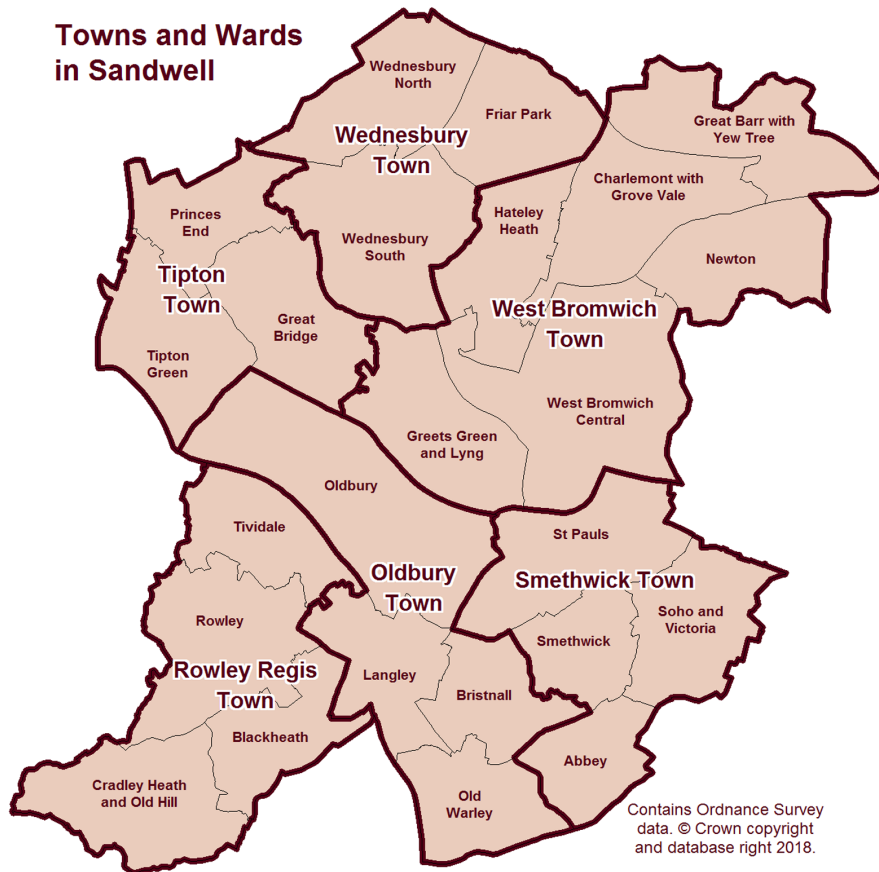 Towns and Wards
in Sandwell
Wednesbury
North
Friar Park
Great Barr with
Yew Tree
Wednesbury
Town
Charlemont with
Grove Vale
Princes
End
Hateley
Heath
Wednesbury
South
Newton
Tipton
Town
West Bromwich
Town
Great
Bridge
Tipton
Green
West Bromwich
Central
Greets Green
and Lyng
Oldbury
Tividale
St Pauls
Oldbury
Town
Smethwick Town
Rowley
Soho and
Victoria
Smethwick
Rowley Regis
Town
Langley
Bristnall
Blackheath
Abbey
Cradley Heath
and Old Hill
Old
Warley
Contains Ordnance Survey
data. © Crown copyright
and database right 2018.